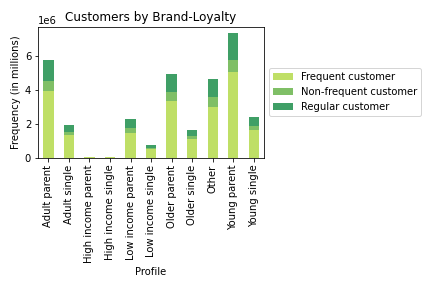 Customers by Brand-Loyalty
1e6
Frequency (in millions)
6
4
2
0
Adult parent
Adult single
High income parent
High income single
Low income parent
Low income single
Older parent
Older single
Other
Young parent
Young single
Profile
Frequent customer
Non-frequent customer
Regular customer